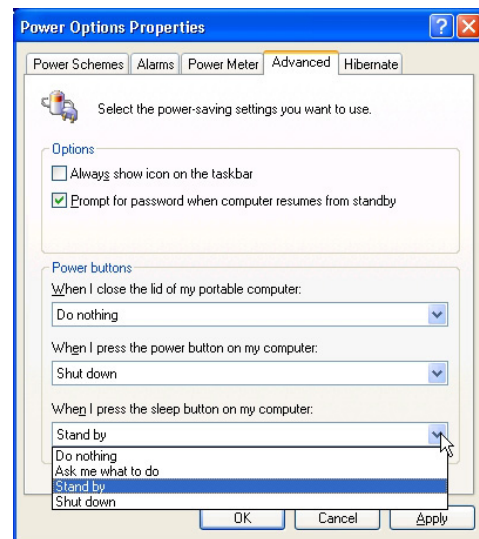 Power Options Properties
Power Schemes Alarms Power Meter Advanced Hibernate
Select the power-saving settings you want to use.
Options
Always show icon on the taskbar
Prompt for password when computer resumes from standby
Power buttons
When I close the lid of my portable computer:
Do nothing
When I press the power button on my computer:
Shut down
When I press the sleep button on my computer:
Stand by
Do nothing
Ask me what to do
Stand by
Shut down
OK Cancel Apply